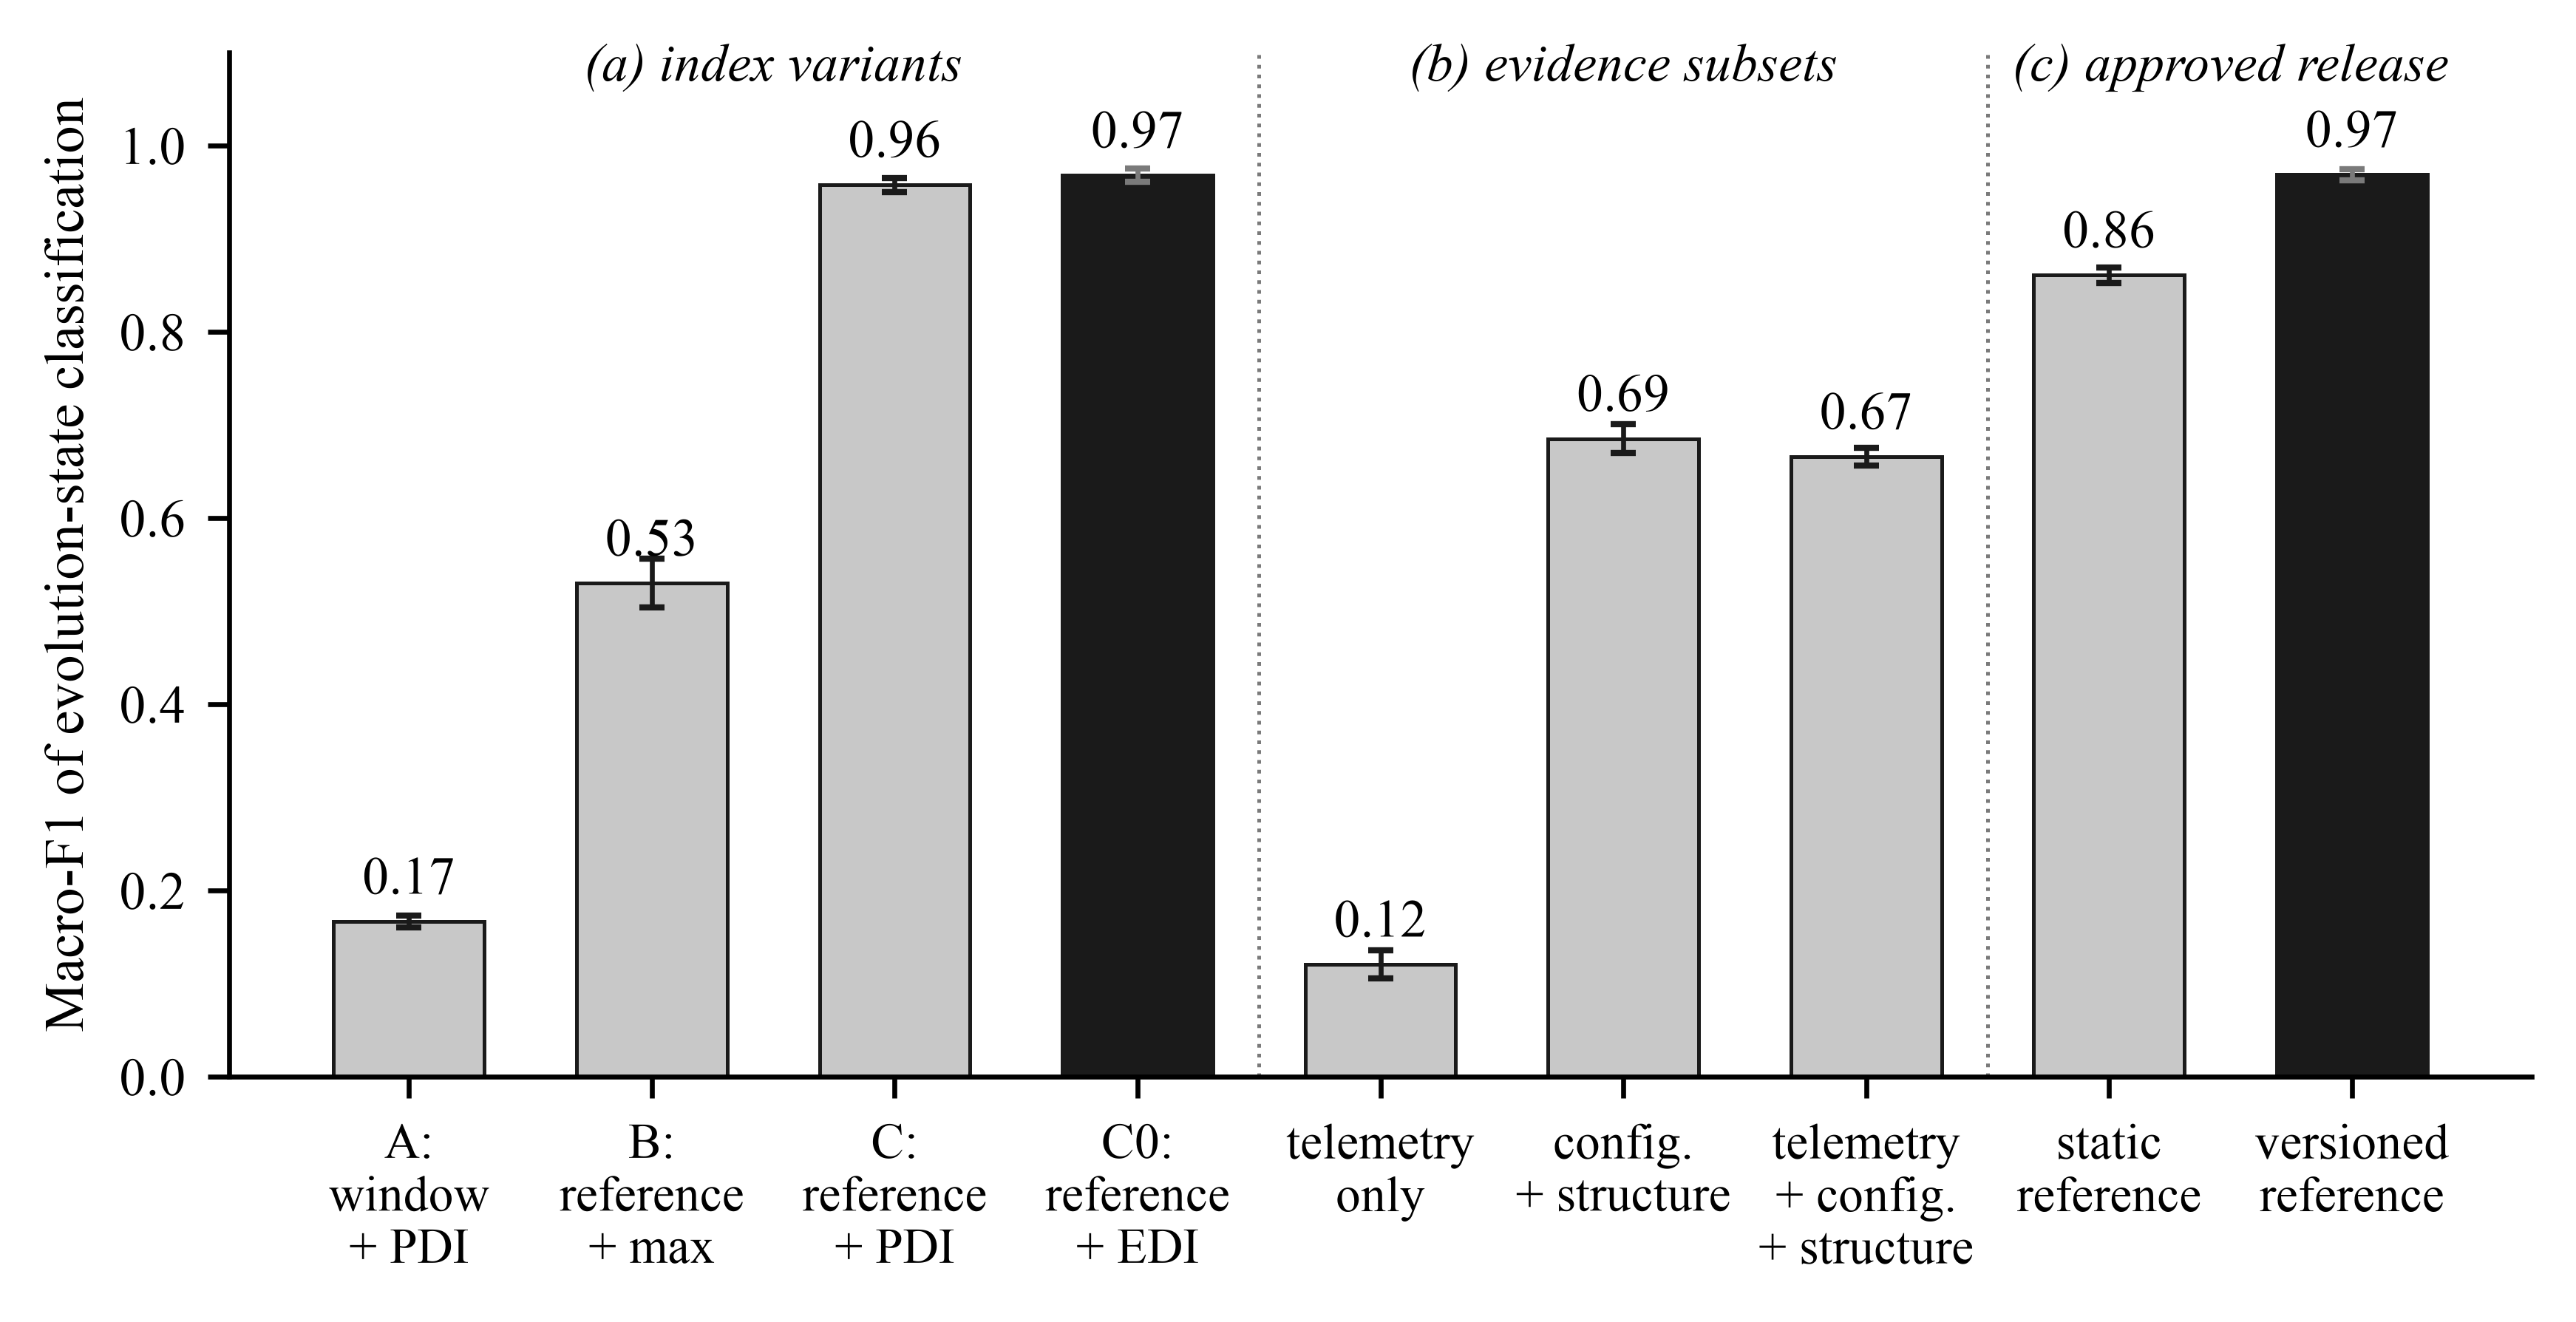 (a) index variants
(b) evidence subsets
(c) approved release
Macro-F1 of evolution-state classification
1.0
0.8
0.6
0.4
0.2
0.0
0.17
0.53
0.96
0.97
0.12
0.69
0.67
0.86
0.97
A:
window
+ PDI
B:
reference
+ max
C:
reference
+ PDI
C0:
reference
+ EDI
telemetry
only
config.
+ structure
telemetry
+ config.
+ structure
static
reference
versioned
reference